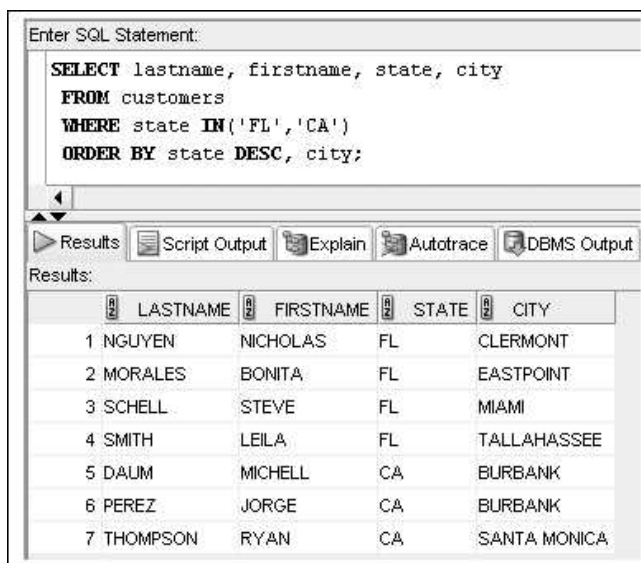 Enter SQL Statement:
SELECT lastname, firstname, state, city
FROM customers
WHERE state IN('FL','CA')
ORDER BY state DESC, city;
Results Script Output Explain Autotrace DBMS Output
Results:
LASTNAME FIRSTNAME STATE CITY
1 NGUYEN NICHOLAS FL CLERMONT
2 MORALES BONITA FL EASTPOINT
3 SCHELL STEVE FL MIAMI
4 SMITH LEILA FL TALLAHASSEE
5 DAUM MICHELL CA BURBANK
6 PEREZ JORGE CA BURBANK
7 THOMPSON RYAN CA SANTA MONICA